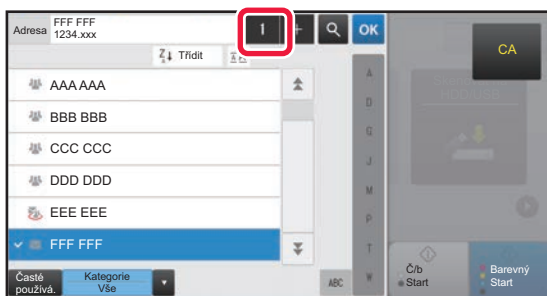 Adresa
FFF FFF
1234.xxx
1
+
OK
CA
Třídit
AAA AAA
BBB BBB
CCC CCC
DDD DDD
EEE EEE
FFF FFF
A
D
G
J
M
P
T
W
ABC
Časté
používá.
Kategorie
Vše
Č/b
Start
Barevný
Start